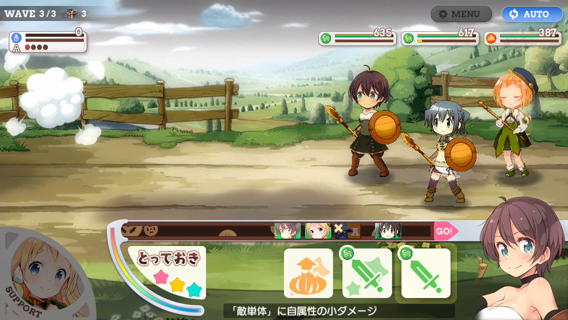 WAVE 3/3 3
MENU
AUTO
0
A
635
617
387
GO!
とっておき
SUPPORT
「敵単体」に自属性の小ダメージ